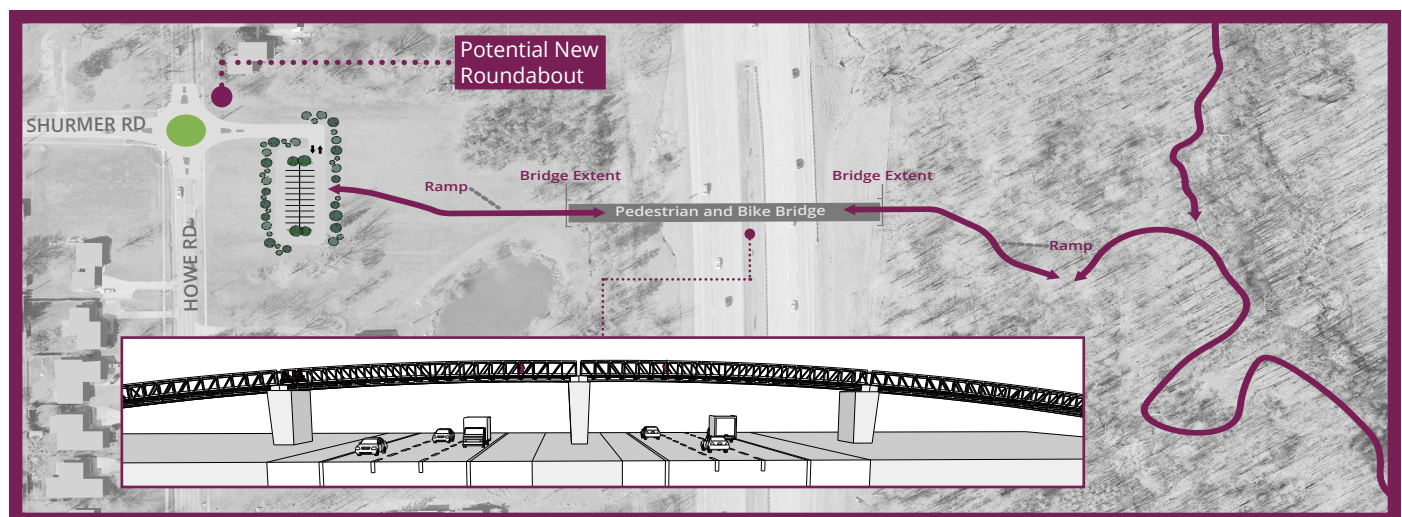 Potential New
Roundabout
SHURMER RD
HOWE RD
Ramp
Bridge Extent
Pedestrian and Bike Bridge
Bridge Extent
Ramp